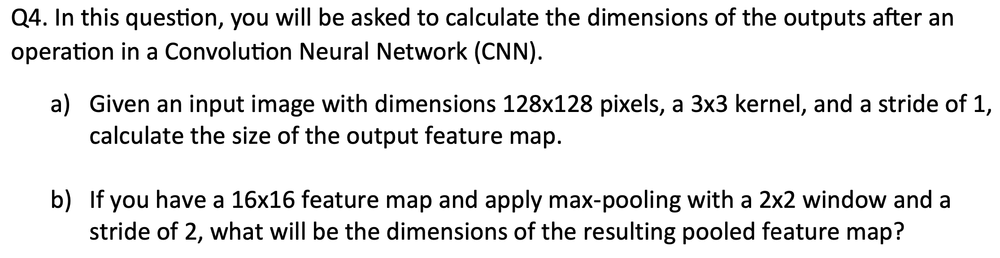 Q4. In this question, you will be asked to calculate the dimensions of the outputs after an
operation in a Convolution Neural Network (CNN).
a) Given an input image with dimensions 128x128 pixels, a 3x3 kernel, and a stride of 1,
calculate the size of the output feature map.
b) If you have a 16x16 feature map and apply max-pooling with a 2x2 window and a
stride of 2, what will be the dimensions of the resulting pooled feature map?